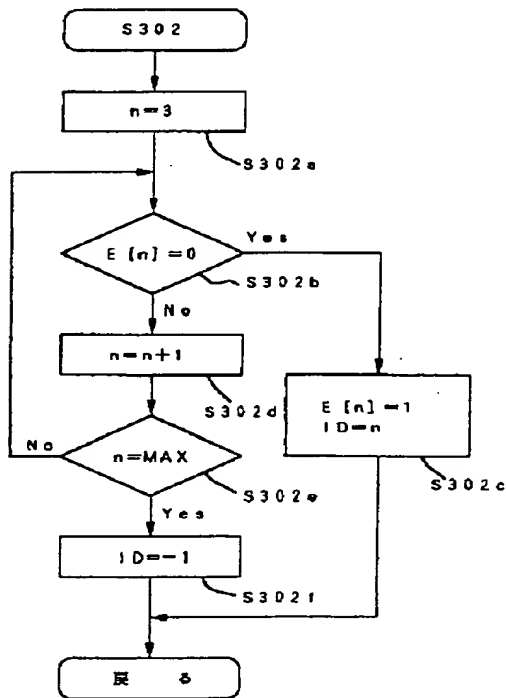 S302
n=3
S302a
E[n]=0
Yes
S302b
No
n=n+1
S302d
E[n]=1
ID=n
S302c
No
n=MAX
S302e
Yes
ID=-1
S302f
戻 る